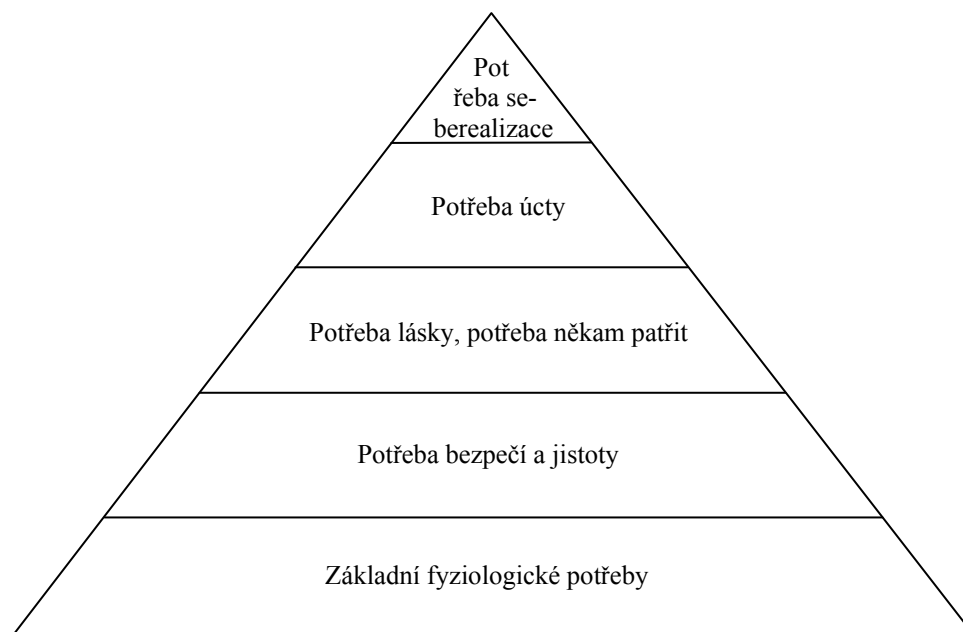 Pot
řeba se-
berealizace
Potřeba úcty
Potřeba lásky, potřeba někam patřit
Potřeba bezpečí a jistoty
Základní fyziologické potřeby